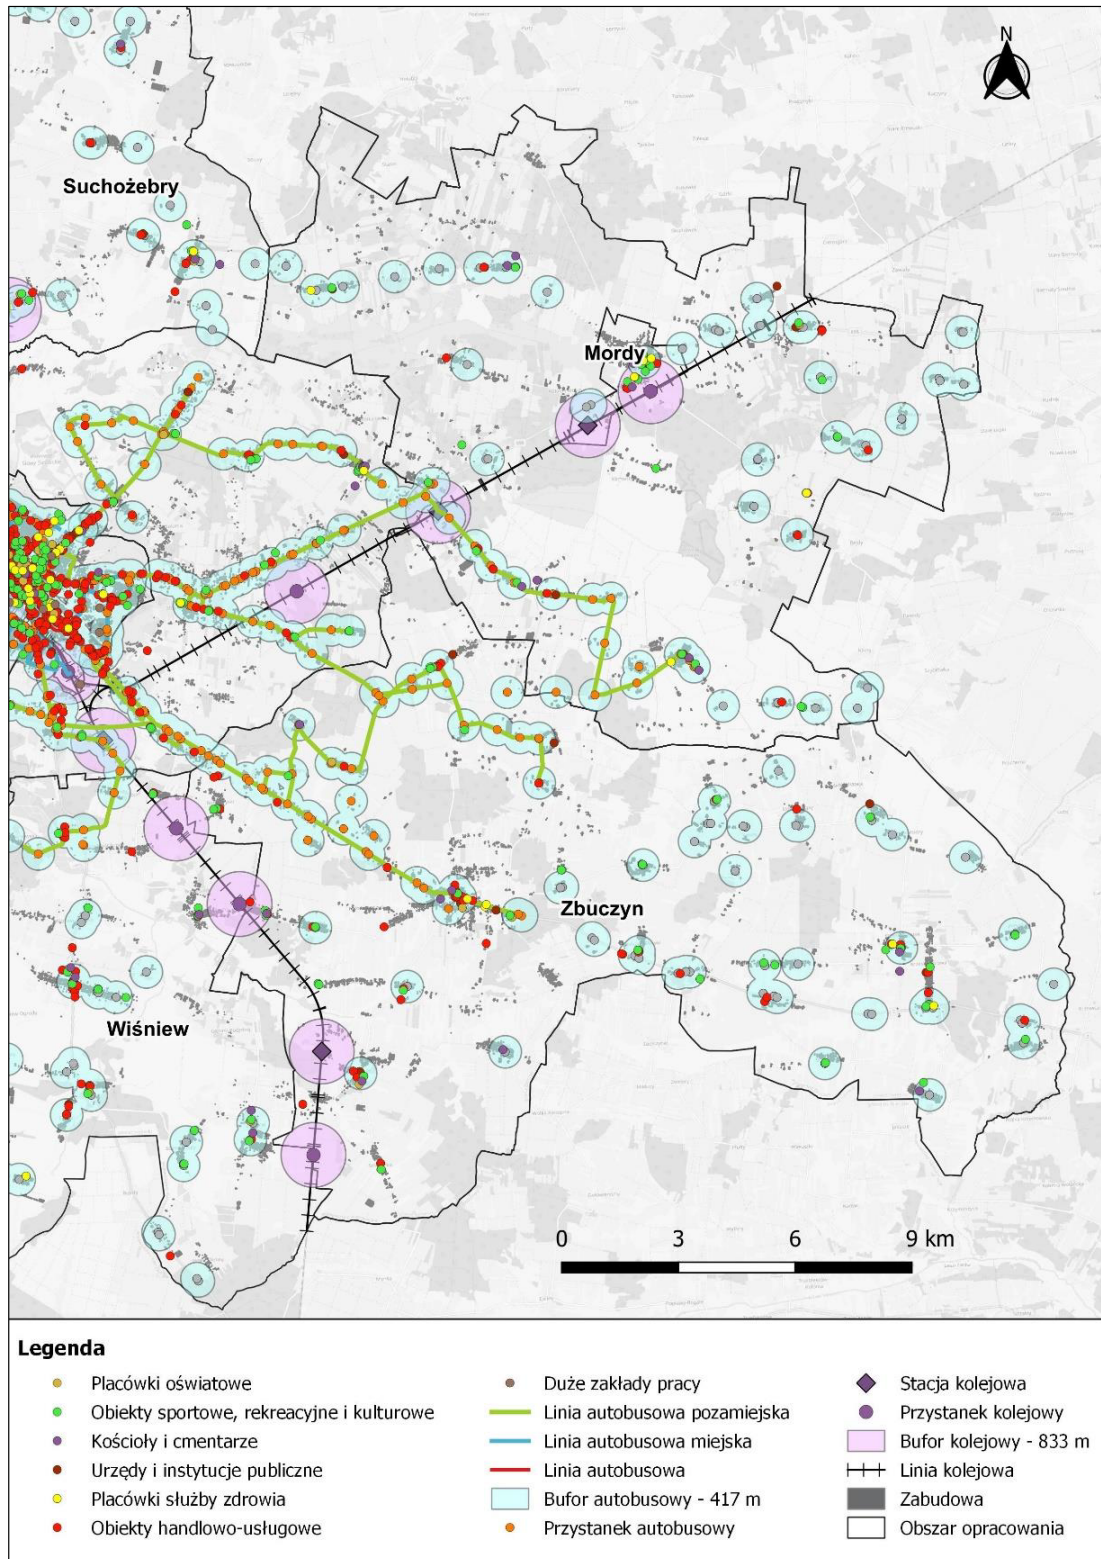 N
Suchożebry
Mordy
Zbuczyn
Wiśniew
0 3 6 9 km
Legenda
Placówki oświatowe
Obiekty sportowe, rekreacyjne i kulturowe
Kościoły i cmentarze
Urzędy i instytucje publiczne
Placówki służby zdrowia
Obiekty handlowo-usługowe
Duże zakłady pracy
Linia autobusowa pozamiejska
Linia autobusowa miejska
Linia autobusowa
Bufor autobusowy - 417 m
Przystanek autobusowy
Stacja kolejowa
Przystanek kolejowy
Bufor kolejowy - 833 m
Linia kolejowa
Zabudowa
Obszar opracowania